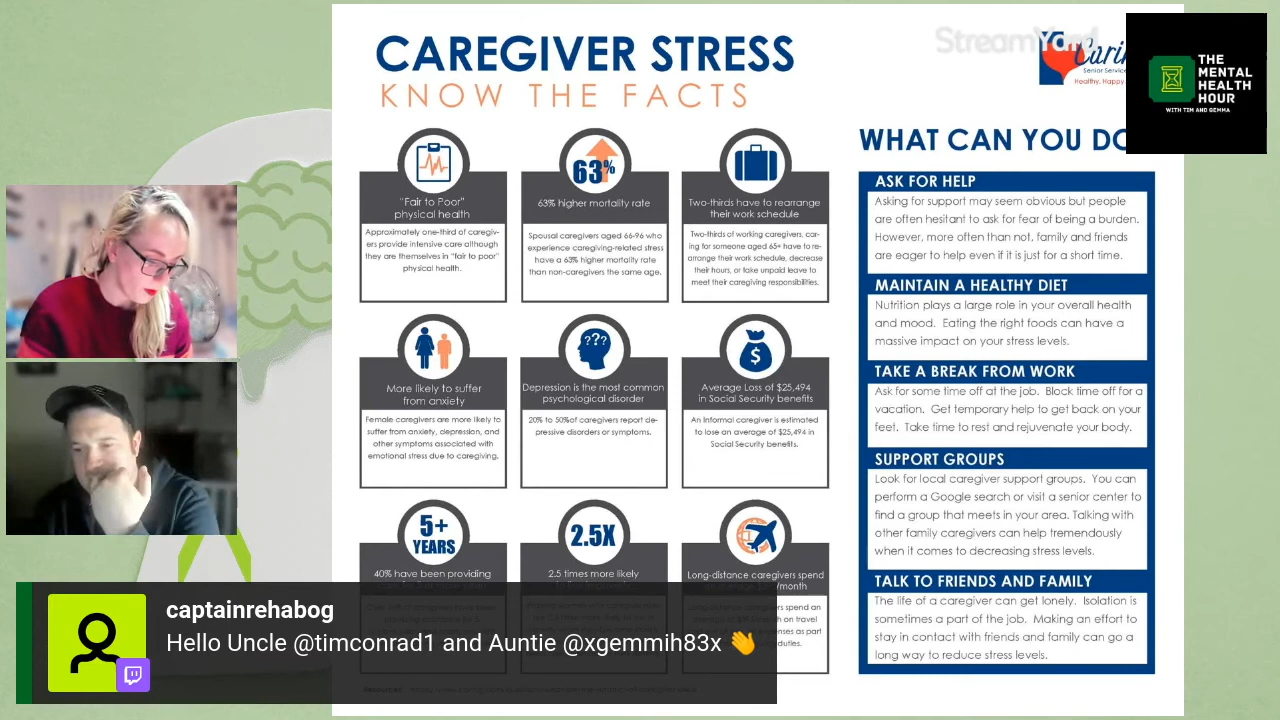 CAREGIVER STRESS
KNOW THE FACTS
StreamYard
Senior Service
Healthy, Happy
THE
MENTAL
HEALTH
HOUR
WITH TIM AND GEMMA
"Fair to Poor"
physical health
Approximately one-third of caregiv-
ers provide intensive care although
they are themselves in "fair to poor"
physical health.
63%
63% higher mortality rate
Spousal caregivers aged 66-96 who
experience caregiving-related stress
have a 63% higher mortality rate
than non-caregivers the same age.
Two-thirds have to rearrange
their work schedule
Two-thirds of working caregivers, car-
ing for someone aged 65+ have to re-
arrange their work schedule, decrease
their hours, or take unpaid leave to
meet their caregiving responsibilities.
More likely to suffer
from anxiety
Female caregivers are more likely to
suffer from anxiety, depression, and
other symptoms associated with
emotional stress due to caregiving.
???
Depression is the most common
psychological disorder
20% to 50%of caregivers report de-
pressive disorders or symptoms.
$
Average Loss of $25,494
in Social Security benefits
An Informal caregiver is estimated
to lose an average of $25,494 in
Social Security benefits.
5+
YEARS
40% have been providing
2.5X
2.5 times more likely
Long-distance caregivers spend
/month
spend an
on travel
as part
duties.
WHAT CAN YOU DO
ASK FOR HELP
Asking for support may seem obvious but people
are often hesitant to ask for fear of being a burden.
However, more often than not, family and friends
are eager to help even if it is just for a short time.
MAINTAIN A HEALTHY DIET
Nutrition plays a large role in your overall health
and mood. Eating the right foods can have a
massive impact on your stress levels.
TAKE A BREAK FROM WORK
Ask for some time off at the job. Block time off for a
vacation. Get temporary help to get back on your
feet. Take time to rest and rejuvenate your body.
SUPPORT GROUPS
Look for local caregiver support groups. You can
perform a Google search or visit a senior center to
find a group that meets in your area. Talking with
other family caregivers can help tremendously
when it comes to decreasing stress levels.
TALK TO FRIENDS AND FAMILY
The life of a caregiver can get lonely. Isolation is
sometimes a part of the job. Making an effort to
stay in contact with friends and family can go a
long way to reduce stress levels.
captainrehabog
Hello Uncle @timconrad1 and Auntie @xgemmih83x 👋